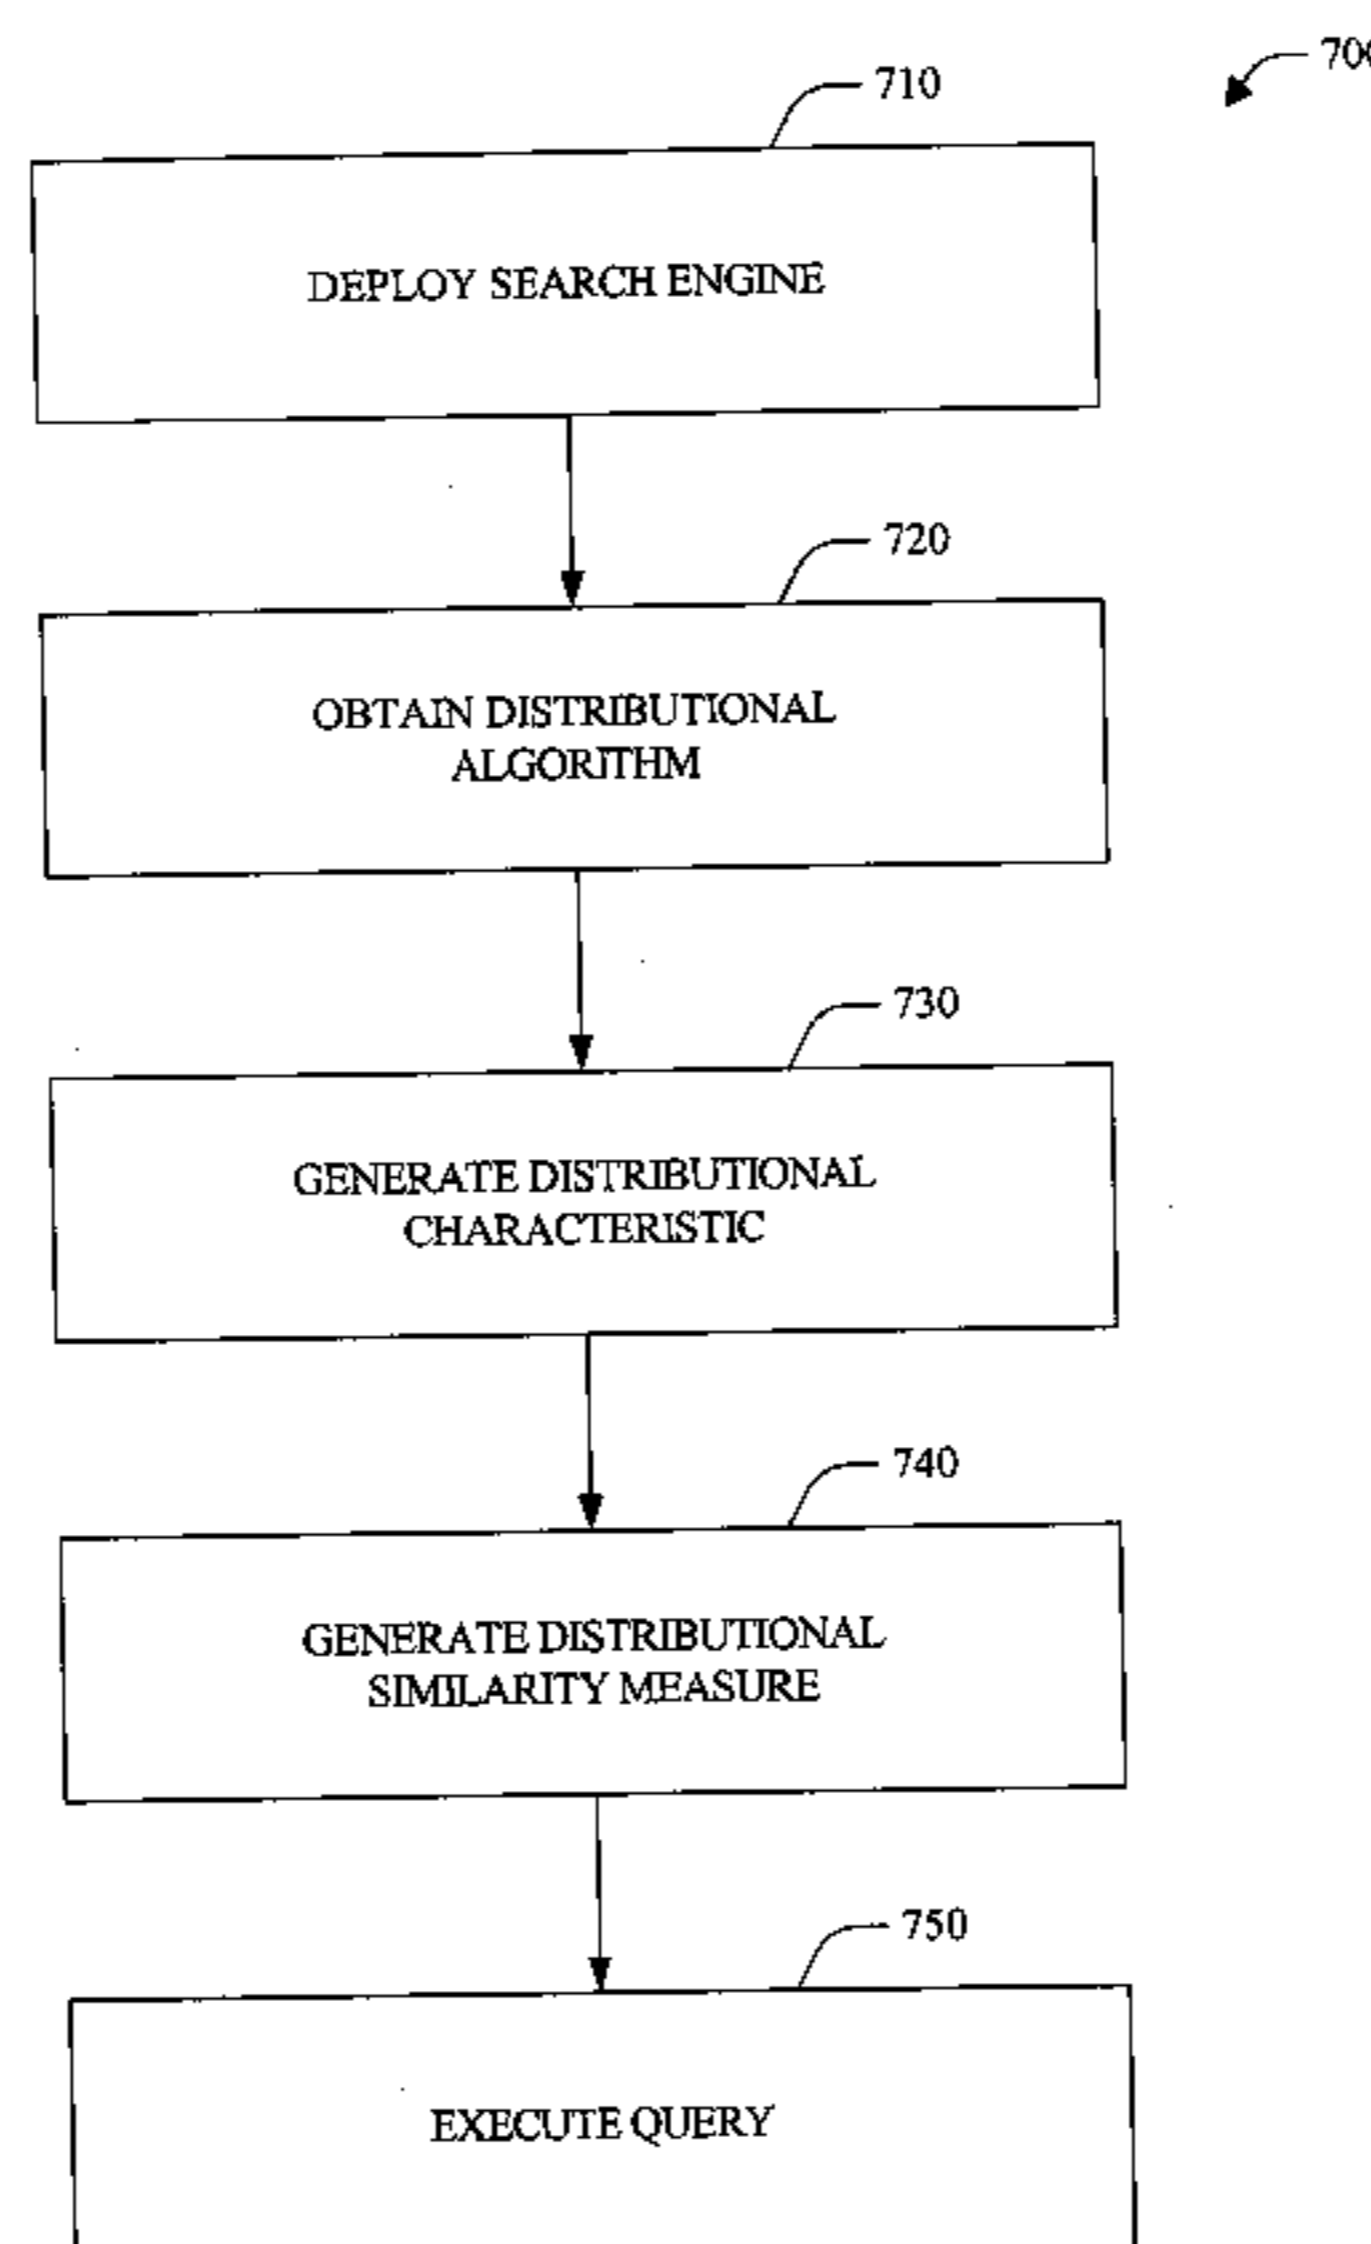 700
710
DEPLOY SEARCH ENGINE
720
OBTAIN DISTRIBUTIONAL
ALGORITHM
730
GENERATE DISTRIBUTIONAL
CHARACTERISTIC
740
GENERATE DISTRIBUTIONAL
SIMILARITY MEASURE
750
EXECUTE QUERY